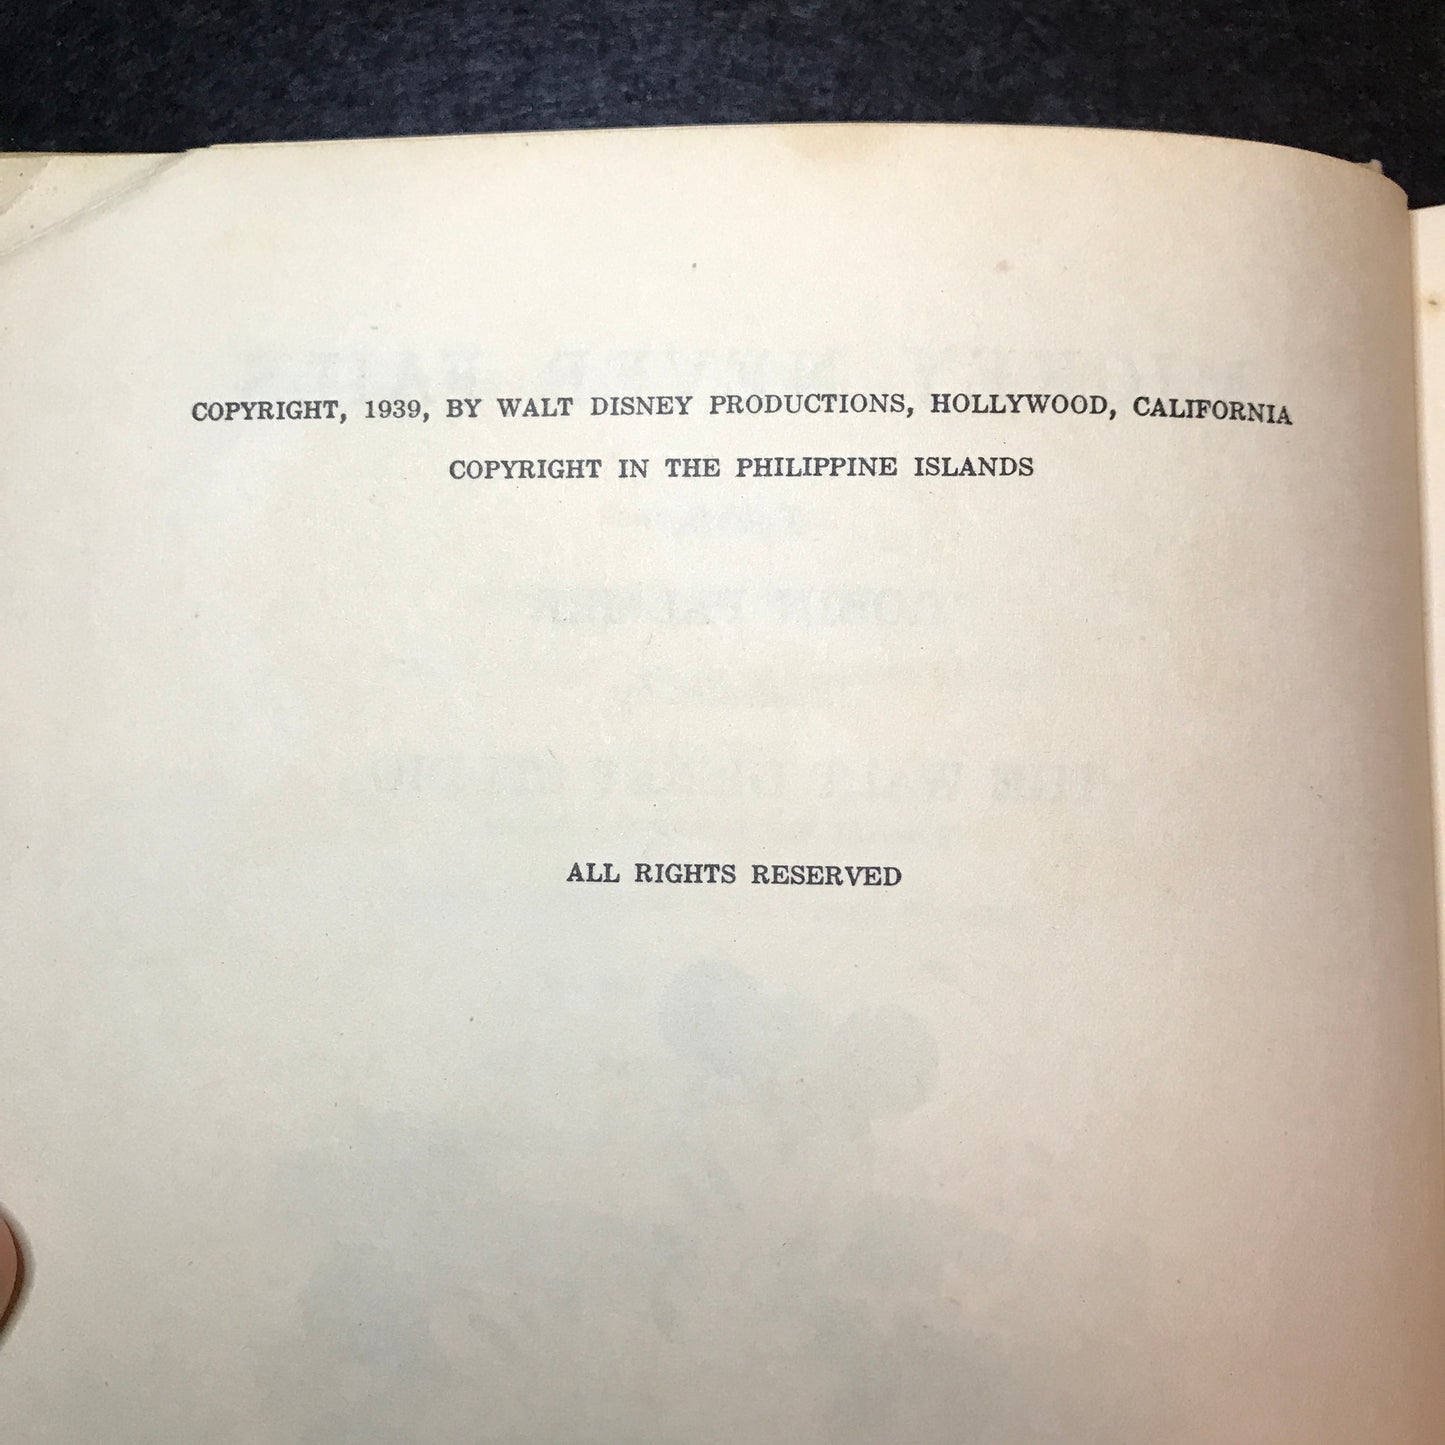 COPYRIGHT, 1939, BY WALT DISNEY PRODUCTIONS, HOLLYWOOD, CALIFORNIA
COPYRIGHT IN THE PHILIPPINE ISLANDS
ALL RIGHTS RESERVED